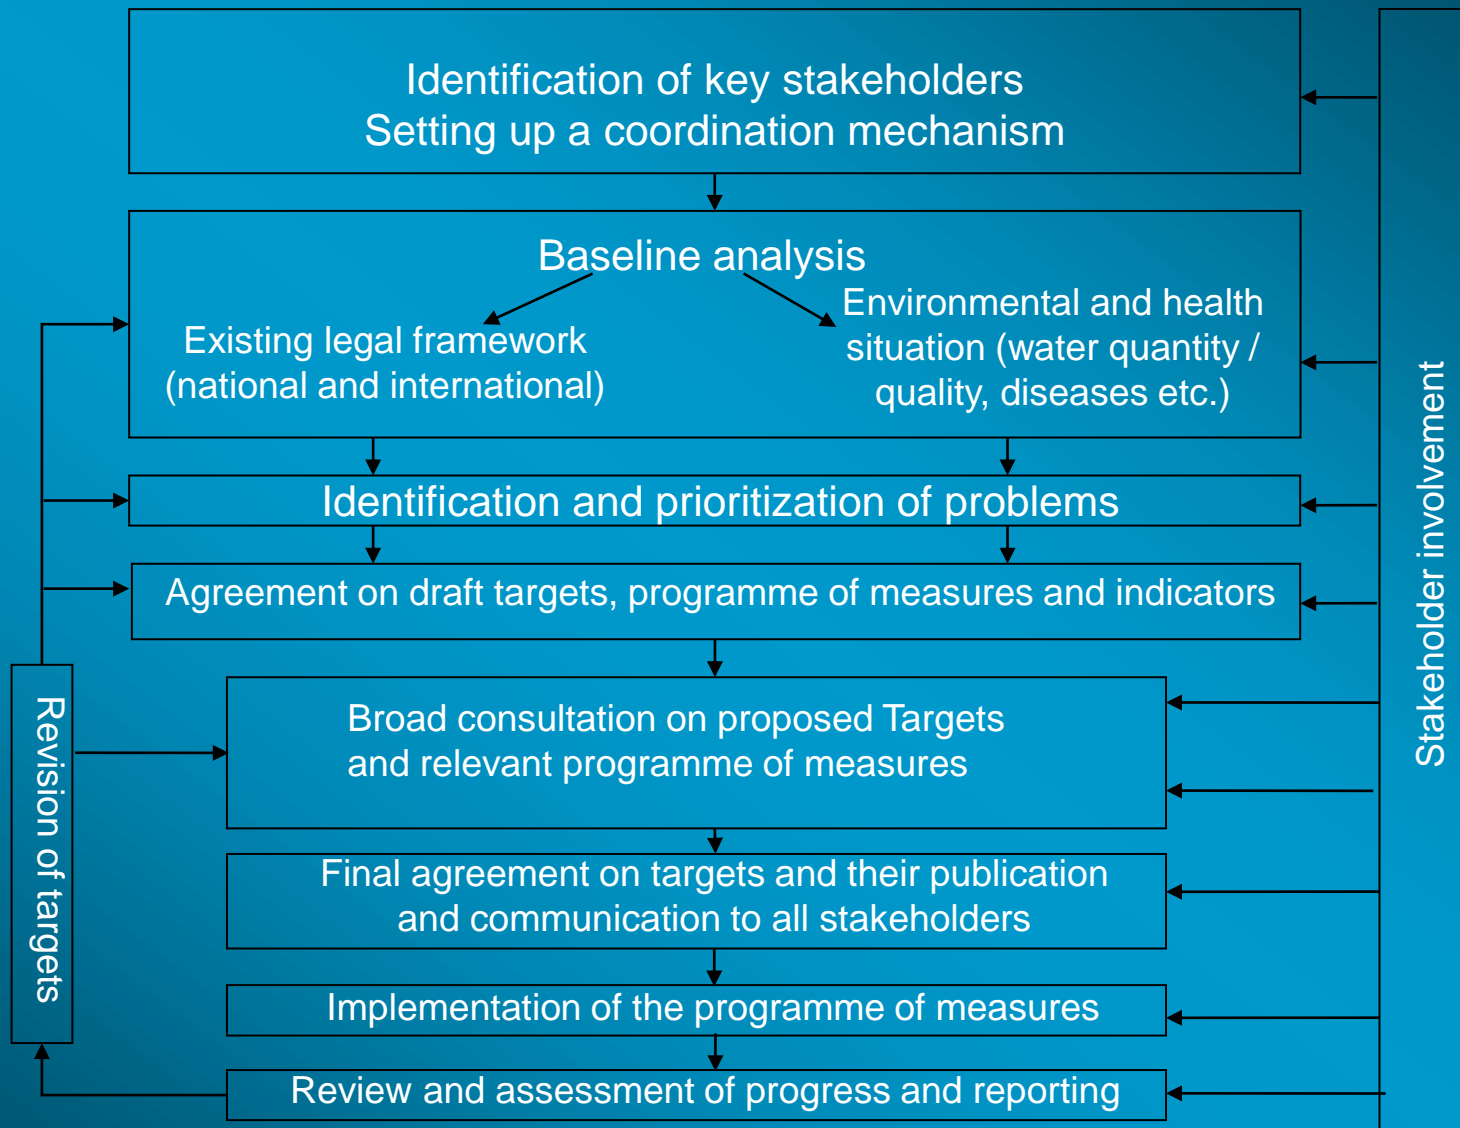 Identification of key stakeholders
Setting up a coordination mechanism
Baseline analysis
Existing legal framework
(national and international)
Environmental and health
situation (water quantity /
quality, diseases etc.)
Identification and prioritization of problems
Agreement on draft targets, programme of measures and indicators
Broad consultation on proposed Targets
and relevant programme of measures
Final agreement on targets and their publication
and communication to all stakeholders
Implementation of the programme of measures
Review and assessment of progress and reporting
Revision of targets
Stakeholder involvement